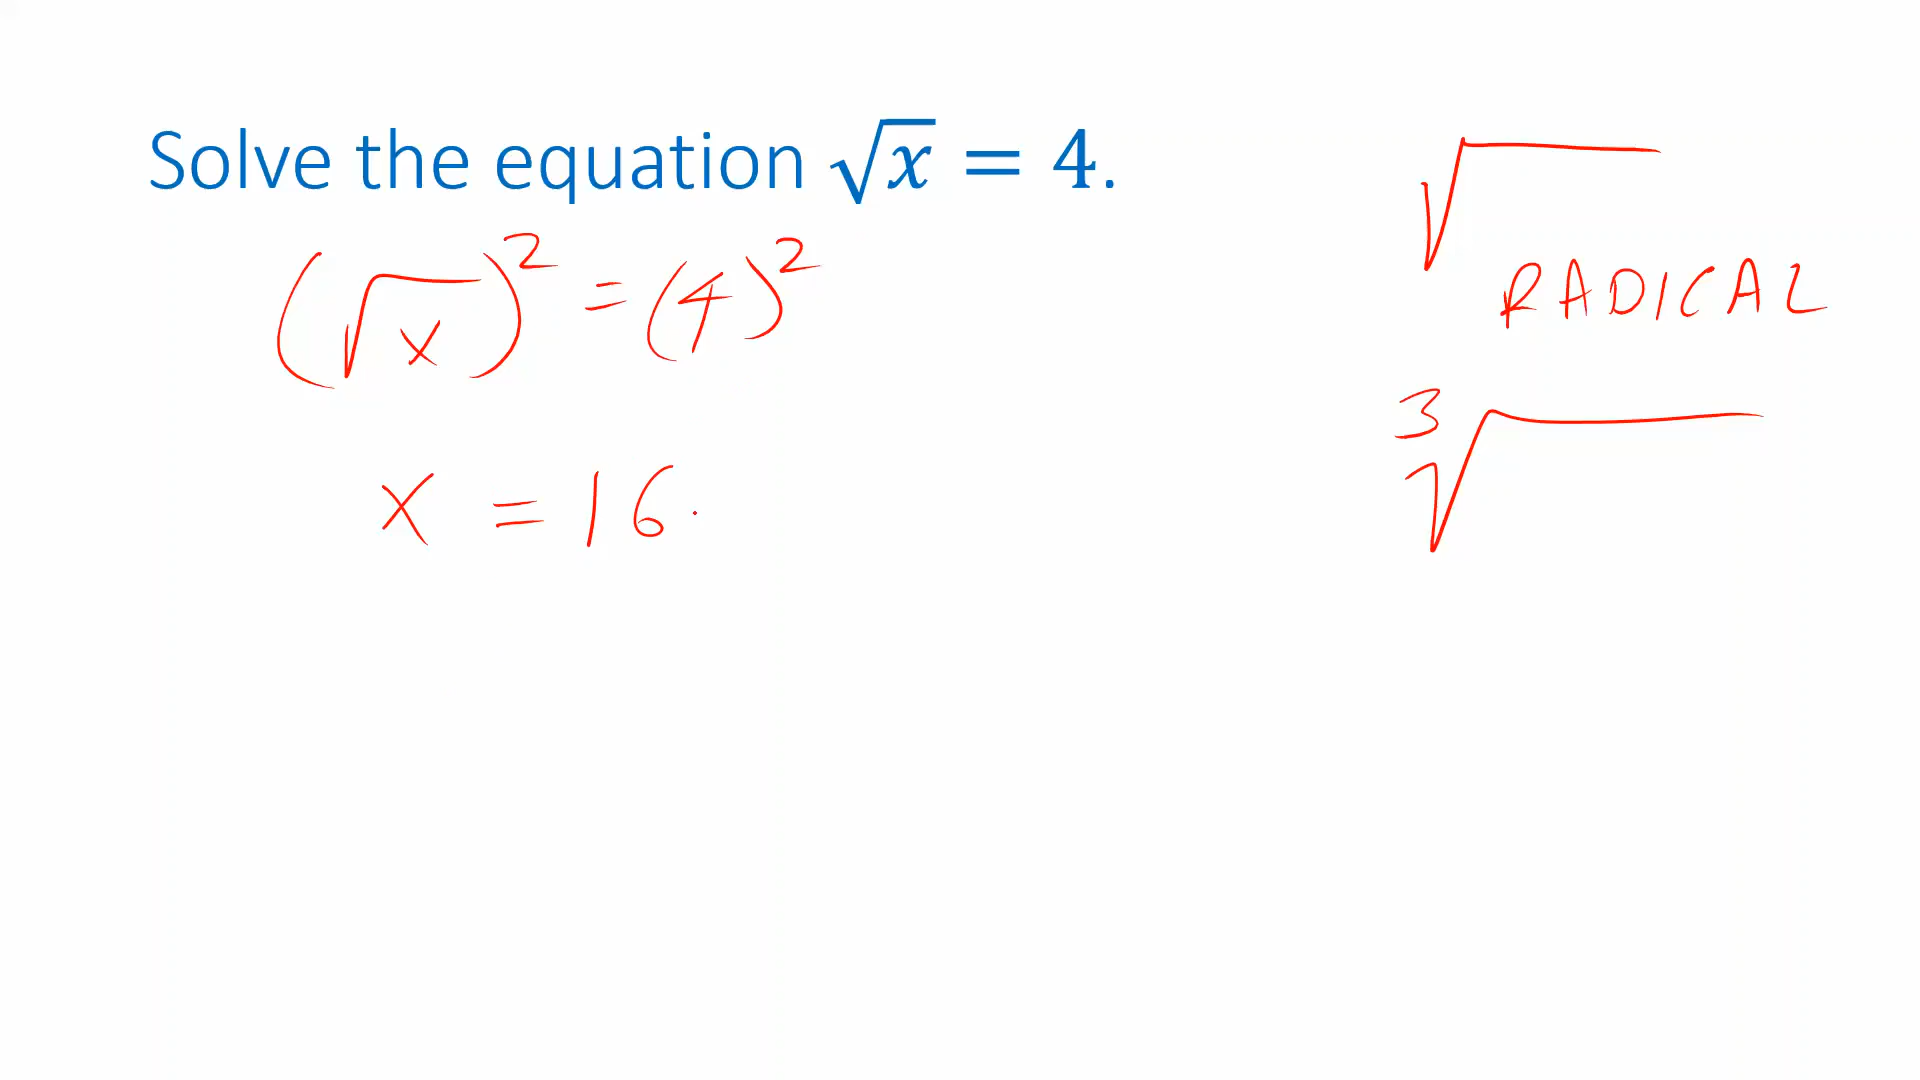 Solve the equation √x = 4.
(√x)² = (4)²
x = 16.
√
RADICAL
³√